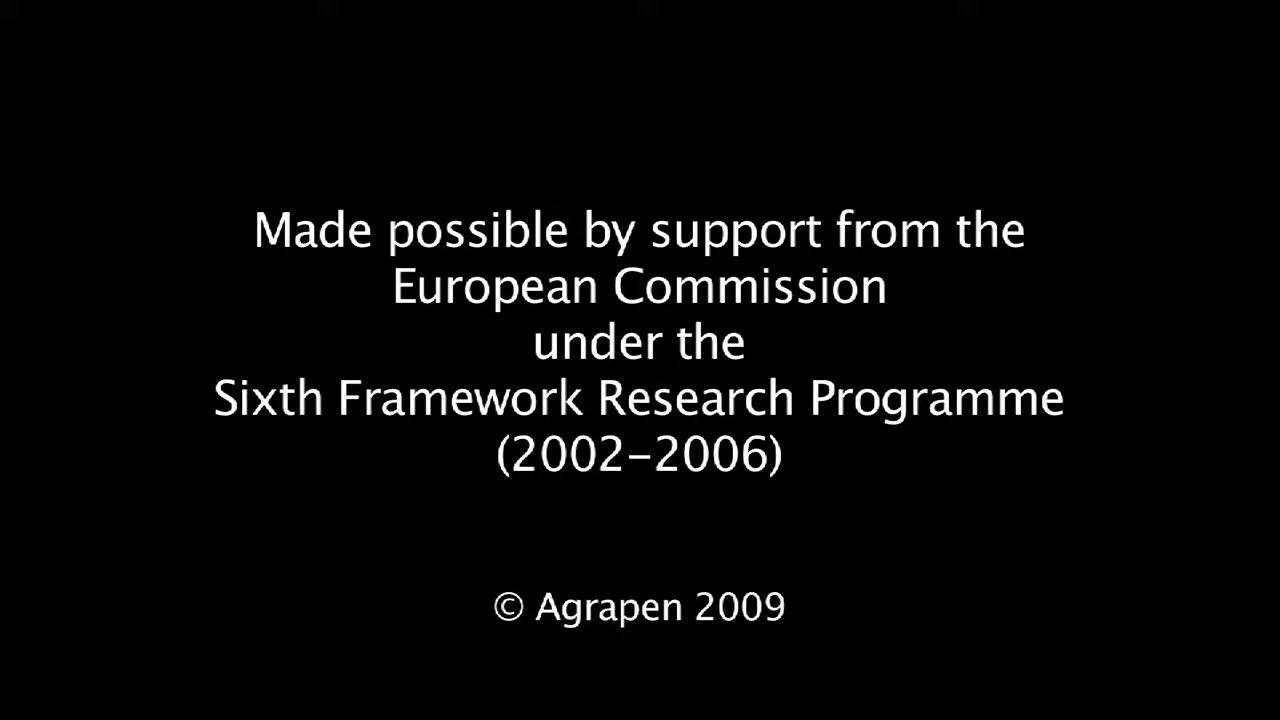 Made possible by support from the
European Commission
under the
Sixth Framework Research Programme
(2002-2006)
© Agrapen 2009